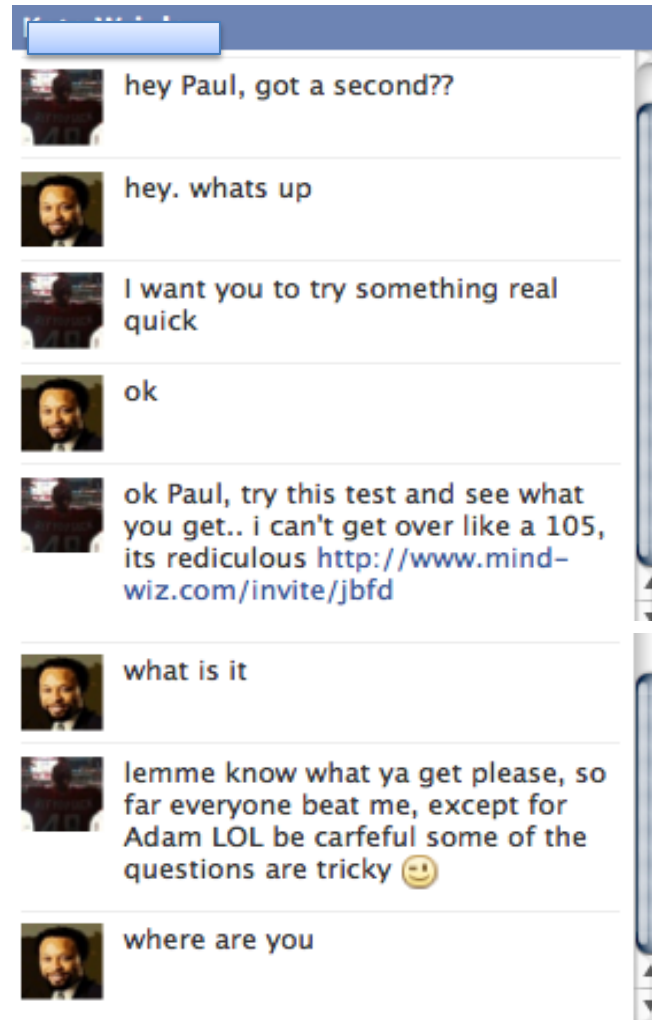 hey Paul, got a second??
hey. whats up
I want you to try something real
quick
ok
ok Paul, try this test and see what
you get.. i can't get over like a 105,
its rediculous http://www.mind-
wiz.com/invite/jbfd
what is it
lemme know what ya get please, so
far everyone beat me, except for
Adam LOL be carfeful some of the
questions are tricky
where are you